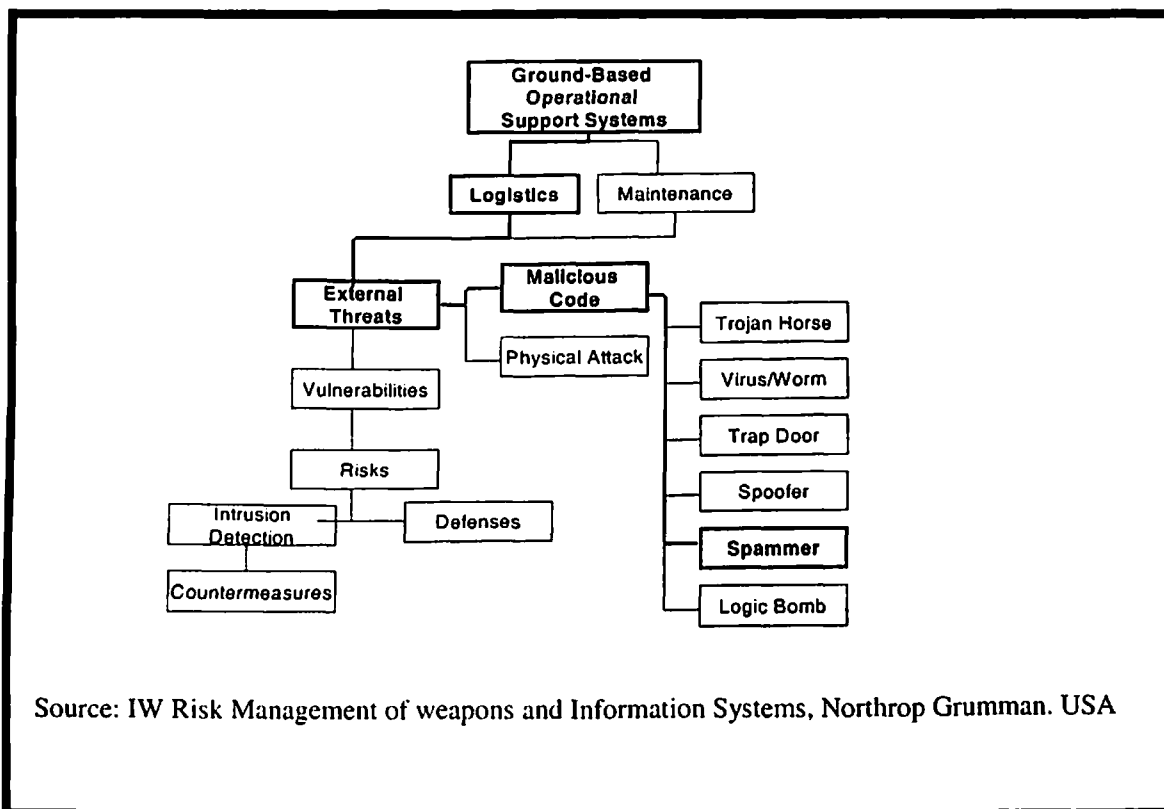 Ground-Based
Operational
Support Systems
Logistics
Maintenance
External
Threats
Malicious
Code
Physical Attack
Trojan Horse
Virus/Worm
Trap Door
Spoofer
Spammer
Logic Bomb
Vulnerabilities
Risks
Intrusion
Detection
Defenses
Countermeasures
Source: IW Risk Management of weapons and Information Systems, Northrop Grumman. USA